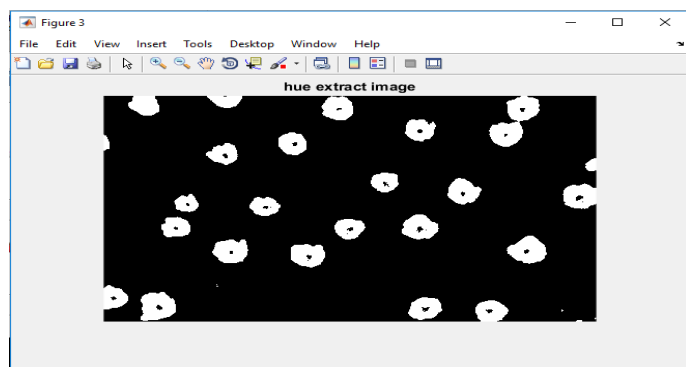 Figure 3
File Edit View Insert Tools Desktop Window Help
hue extract image